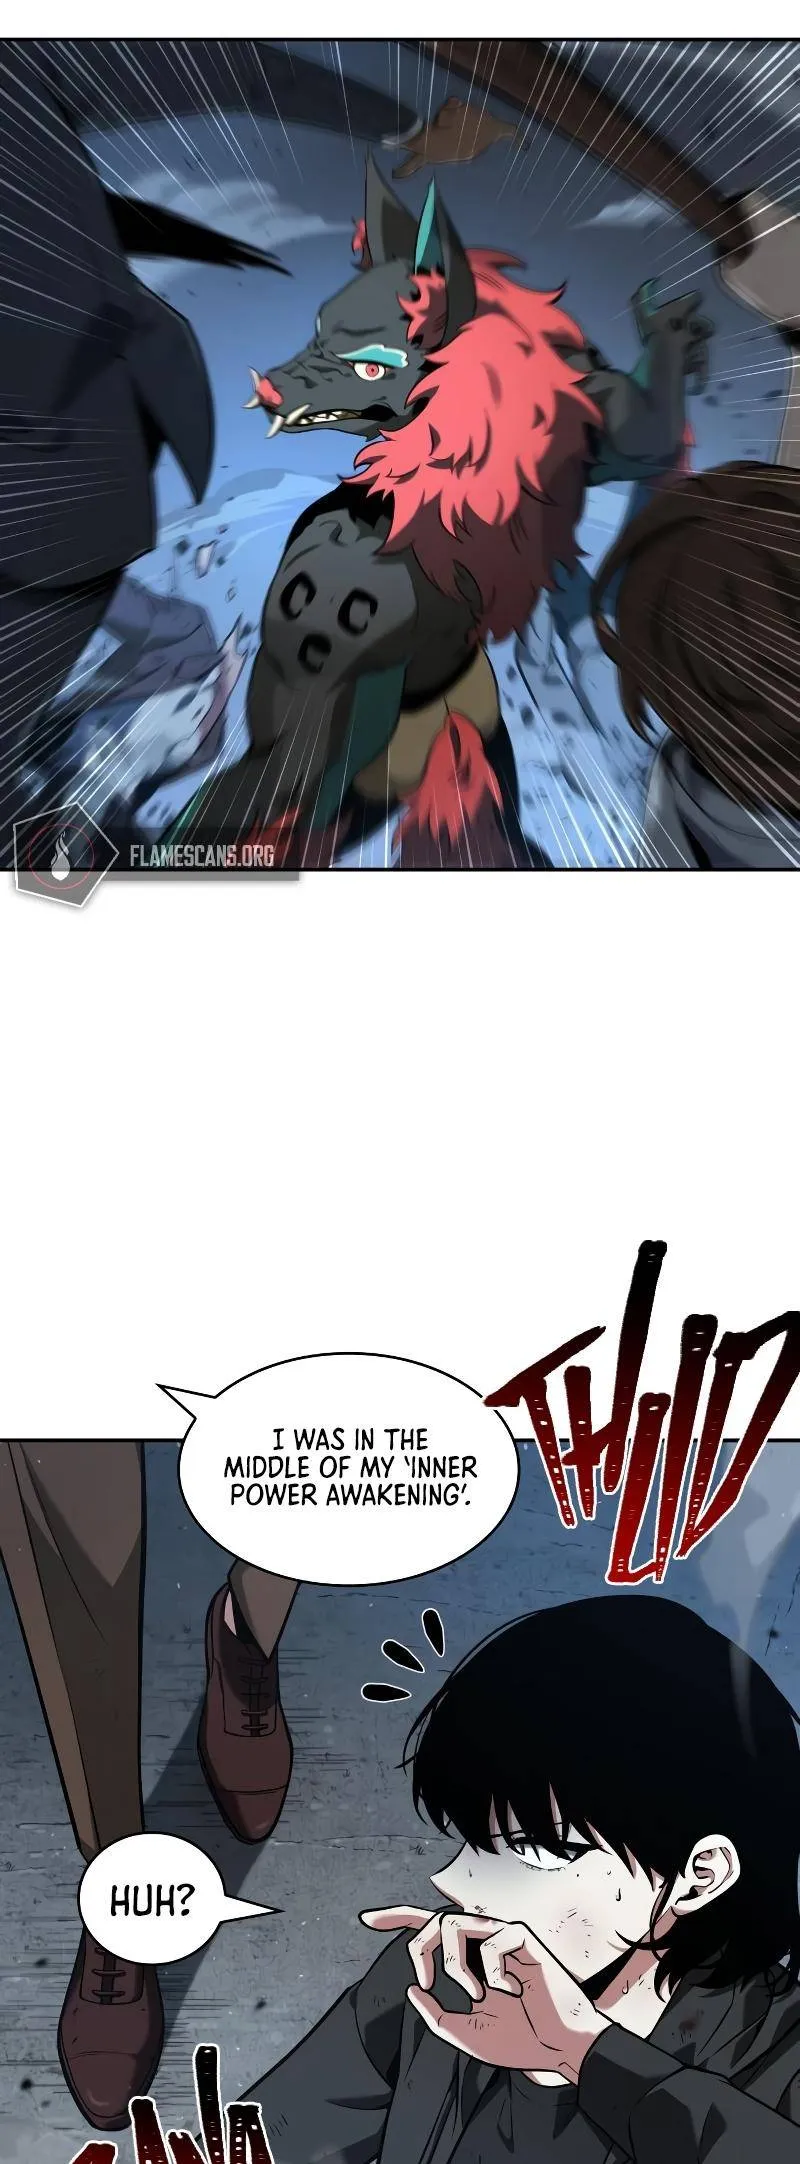 FLAMESCANS.ORG
THUD
I WAS IN THE
MIDDLE OF MY 'INNER
POWER AWAKENING'.
HUH?